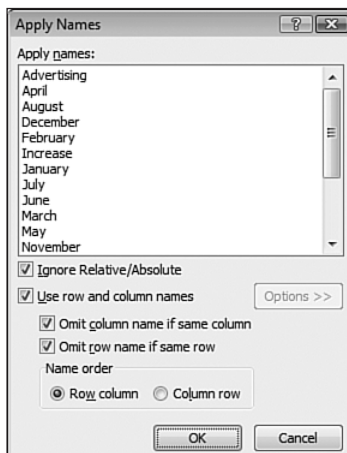 Apply Names
Apply names:
Advertising
April
August
December
February
Increase
January
July
June
March
May
November
Ignore Relative/Absolute
Use row and column names
Options >>
Omit column name if same column
Omit row name if same row
Name order
Row column
Column row
OK
Cancel